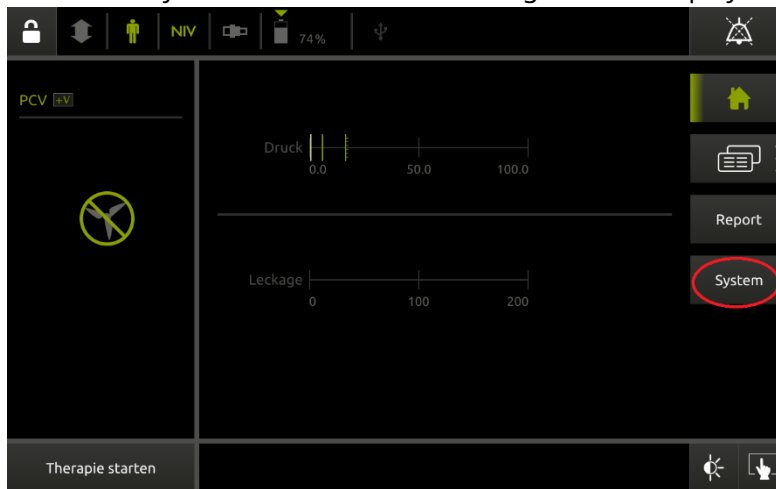 NIV
74%
PCV +V
Druck
0.0 50.0 100.0
Report
Leckage
0 100 200
System
Therapie starten